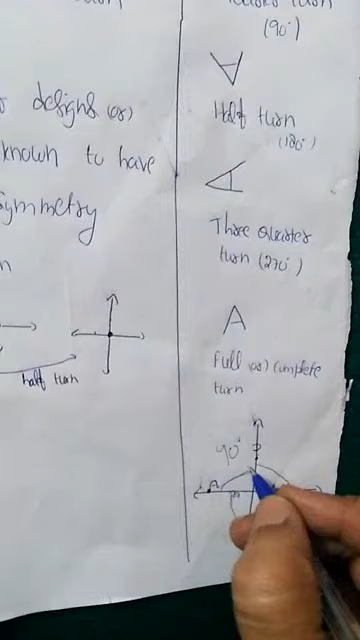 turn
(90°)
designs (or)
known to have
Symmetry
half turn
A
Half turn
(180°)
A
Three quarter
turn (270°)
A
Full (or) complete
turn
90°
A